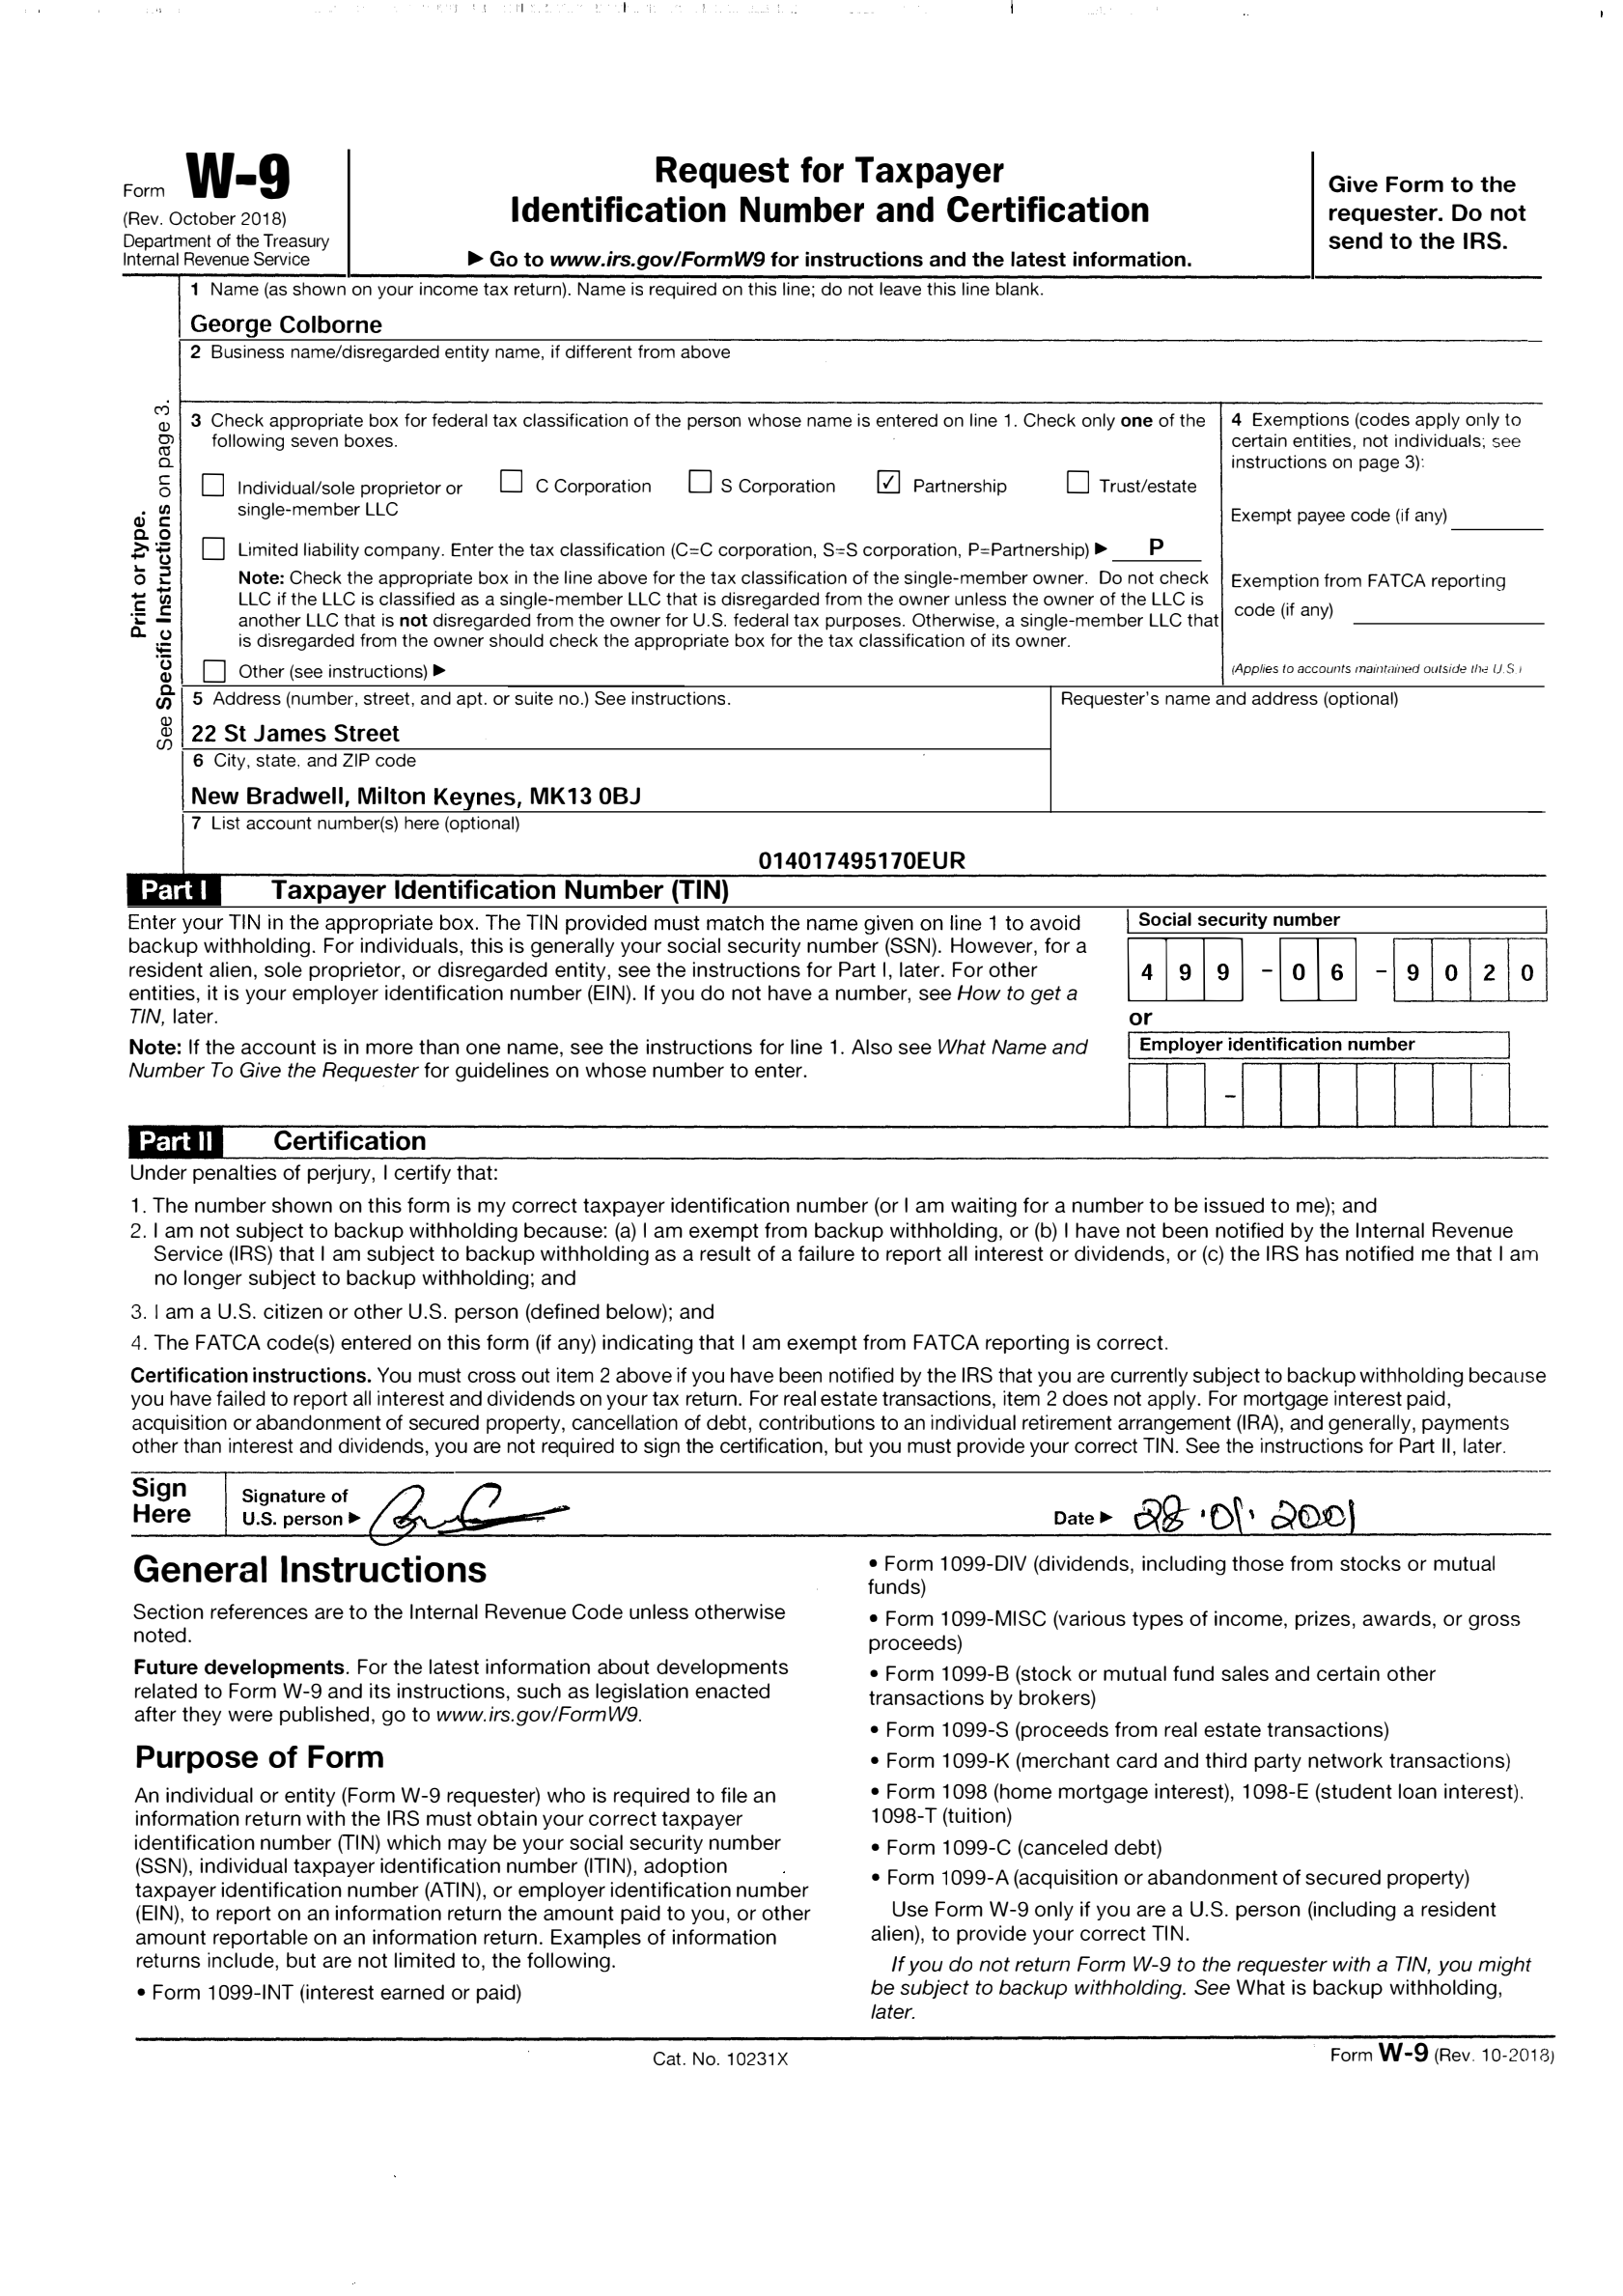 Form W-9
(Rev. October 2018)
Department of the Treasury
Internal Revenue Service
Request for Taxpayer
Identification Number and Certification
▶ Go to www.irs.gov/FormW9 for instructions and the latest information.
Give Form to the
requester. Do not
send to the IRS.
Print or type.
See Specific Instructions on page 3.
1 Name (as shown on your income tax return). Name is required on this line; do not leave this line blank.
George Colborne
2 Business name/disregarded entity name, if different from above
3 Check appropriate box for federal tax classification of the person whose name is entered on line 1. Check only one of the
following seven boxes.
☐ Individual/sole proprietor or ☐ C Corporation ☐ S Corporation ☑ Partnership ☐ Trust/estate
single-member LLC
☐ Limited liability company. Enter the tax classification (C=C corporation, S=S corporation, P=Partnership) ▶ P
Note: Check the appropriate box in the line above for the tax classification of the single-member owner. Do not check
LLC if the LLC is classified as a single-member LLC that is disregarded from the owner unless the owner of the LLC is
another LLC that is not disregarded from the owner for U.S. federal tax purposes. Otherwise, a single-member LLC that
is disregarded from the owner should check the appropriate box for the tax classification of its owner.
☐ Other (see instructions) ▶
4 Exemptions (codes apply only to
certain entities, not individuals; see
instructions on page 3):
Exempt payee code (if any)
Exemption from FATCA reporting
code (if any)
(Applies to accounts maintained outside the U.S.)
5 Address (number, street, and apt. or suite no.) See instructions.
22 St James Street
6 City, state, and ZIP code
New Bradwell, Milton Keynes, MK13 0BJ
Requester's name and address (optional)
7 List account number(s) here (optional)
014017495170EUR
Part I Taxpayer Identification Number (TIN)
Enter your TIN in the appropriate box. The TIN provided must match the name given on line 1 to avoid
backup withholding. For individuals, this is generally your social security number (SSN). However, for a
resident alien, sole proprietor, or disregarded entity, see the instructions for Part I, later. For other
entities, it is your employer identification number (EIN). If you do not have a number, see How to get a
TIN, later.
Note: If the account is in more than one name, see the instructions for line 1. Also see What Name and
Number To Give the Requester for guidelines on whose number to enter.
Social security number
4 9 9 - 0 6 - 9 0 2 0
or
Employer identification number
-
Part II Certification
Under penalties of perjury, I certify that:
1. The number shown on this form is my correct taxpayer identification number (or I am waiting for a number to be issued to me); and
2. I am not subject to backup withholding because: (a) I am exempt from backup withholding, or (b) I have not been notified by the Internal Revenue
Service (IRS) that I am subject to backup withholding as a result of a failure to report all interest or dividends, or (c) the IRS has notified me that I am
no longer subject to backup withholding; and
3. I am a U.S. citizen or other U.S. person (defined below); and
4. The FATCA code(s) entered on this form (if any) indicating that I am exempt from FATCA reporting is correct.
Certification instructions. You must cross out item 2 above if you have been notified by the IRS that you are currently subject to backup withholding because
you have failed to report all interest and dividends on your tax return. For real estate transactions, item 2 does not apply. For mortgage interest paid,
acquisition or abandonment of secured property, cancellation of debt, contributions to an individual retirement arrangement (IRA), and generally, payments
other than interest and dividends, you are not required to sign the certification, but you must provide your correct TIN. See the instructions for Part II, later.
Sign
Here
Signature of
U.S. person ▶
Date ▶ 28.01.2001
General Instructions
Section references are to the Internal Revenue Code unless otherwise
noted.
Future developments. For the latest information about developments
related to Form W-9 and its instructions, such as legislation enacted
after they were published, go to www.irs.gov/FormW9.
Purpose of Form
An individual or entity (Form W-9 requester) who is required to file an
information return with the IRS must obtain your correct taxpayer
identification number (TIN) which may be your social security number
(SSN), individual taxpayer identification number (ITIN), adoption
taxpayer identification number (ATIN), or employer identification number
(EIN), to report on an information return the amount paid to you, or other
amount reportable on an information return. Examples of information
returns include, but are not limited to, the following.
• Form 1099-INT (interest earned or paid)
• Form 1099-DIV (dividends, including those from stocks or mutual
funds)
• Form 1099-MISC (various types of income, prizes, awards, or gross
proceeds)
• Form 1099-B (stock or mutual fund sales and certain other
transactions by brokers)
• Form 1099-S (proceeds from real estate transactions)
• Form 1099-K (merchant card and third party network transactions)
• Form 1098 (home mortgage interest), 1098-E (student loan interest).
1098-T (tuition)
• Form 1099-C (canceled debt)
• Form 1099-A (acquisition or abandonment of secured property)
Use Form W-9 only if you are a U.S. person (including a resident
alien), to provide your correct TIN.
If you do not return Form W-9 to the requester with a TIN, you might
be subject to backup withholding. See What is backup withholding,
later.
Cat. No. 10231X
Form W-9 (Rev. 10-2018)